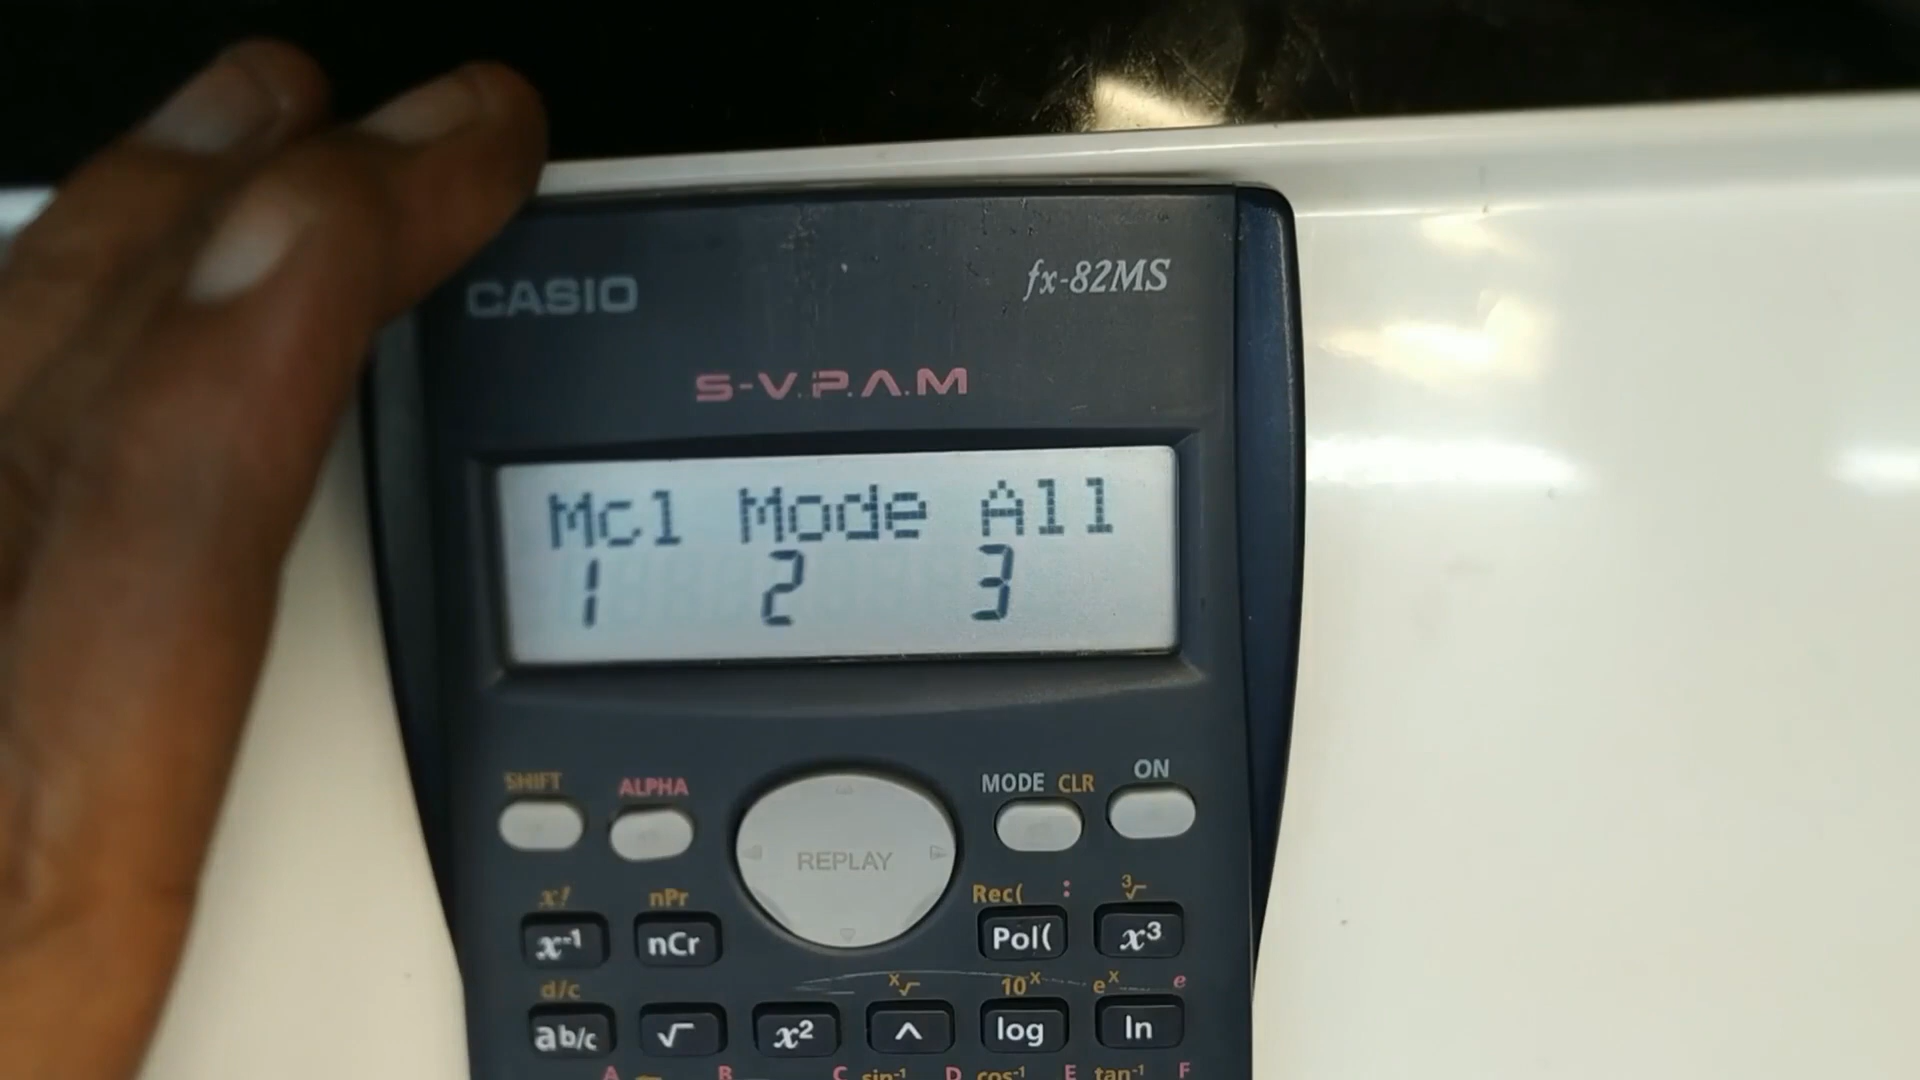 CASIO fx-82MS
S-V.P.A.M
Mcl Mode All
1 2 3
SHIFT ALPHA MODE CLR ON
REPLAY
x! nPr Rec( : ³√
x⁻¹ nCr Pol( x³
d/c ˣ√ 10ˣ eˣ e
ab/c √ x² ^ log ln
A B C sin⁻¹ D cos⁻¹ E tan⁻¹ F